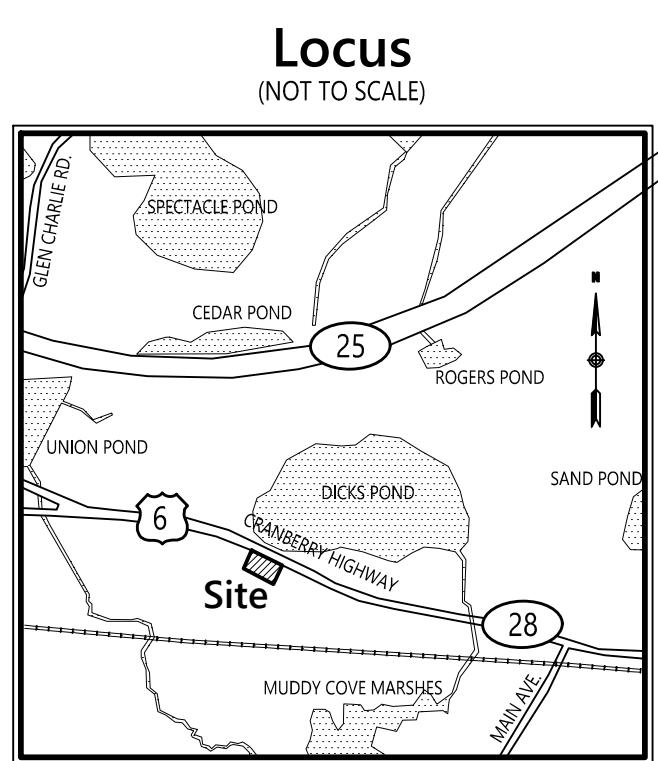 Locus
(NOT TO SCALE)
GLEN CHARLIE RD.
SPECTACLE POND
N
CEDAR POND
25
ROGERS POND
UNION POND
SAND POND
DICKS POND
6
CRANBERRY HIGHWAY
Site
28
MUDDY COVE MARSHES
MAIN AVE.